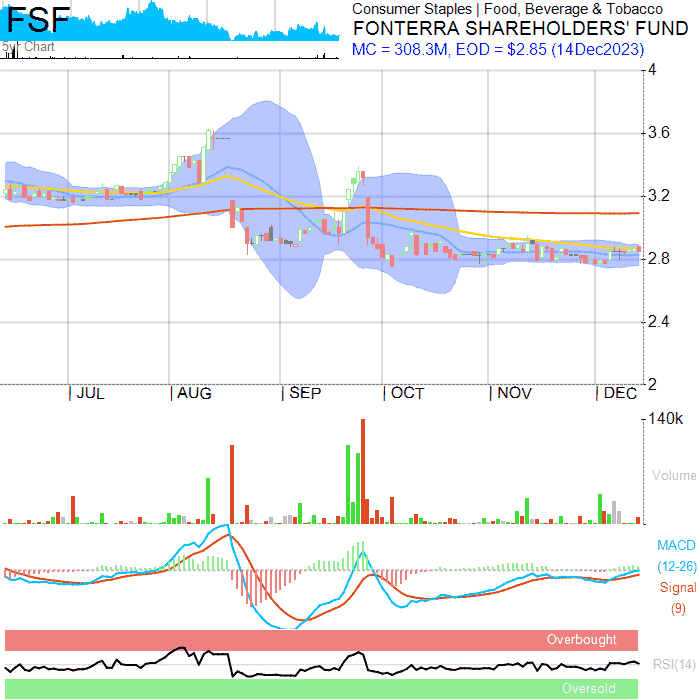 FSF
5yr Chart
Consumer Staples | Food, Beverage & Tobacco
FONTERRA SHAREHOLDERS' FUND
MC = 308.3M, EOD = $2.85 (14Dec2023)
4
3.6
3.2
2.8
2.4
2
| JUL | AUG | SEP | OCT | NOV | DEC
140k
Volume
MACD
(12-26)
Signal
(9)
Overbought
RSI(14)
Oversold